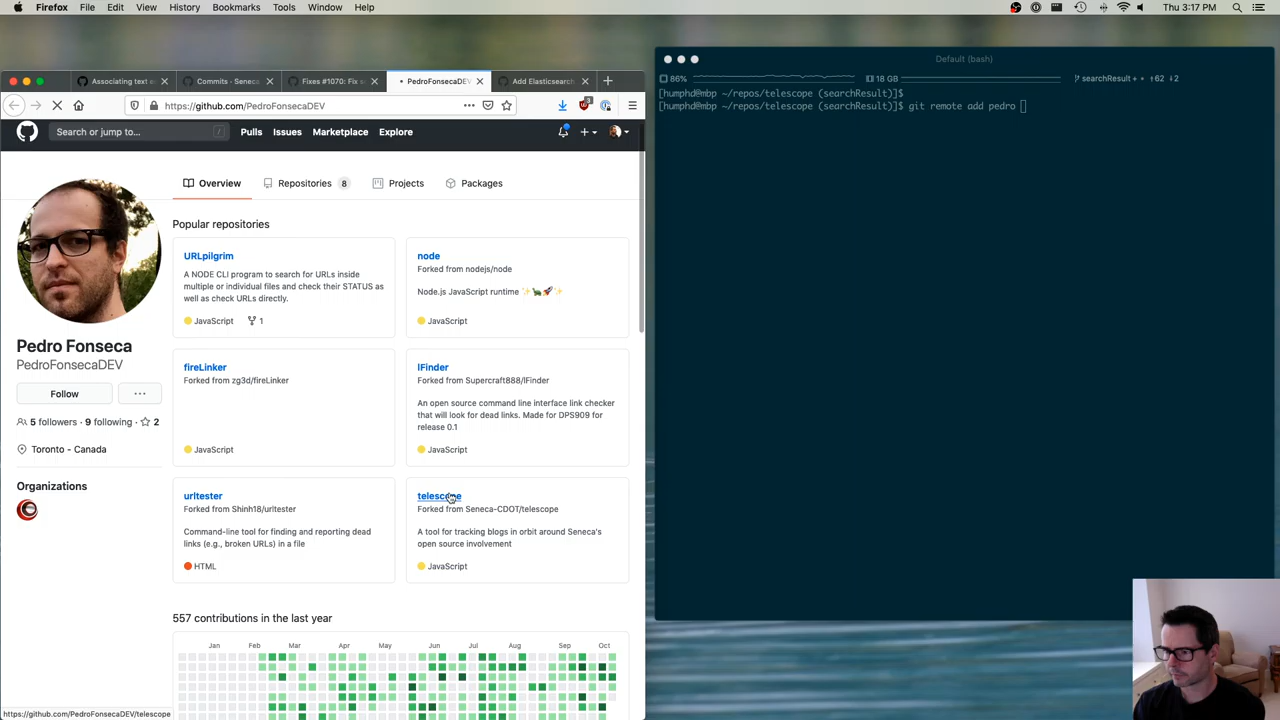 Firefox File Edit View History Bookmarks Tools Window Help
Thu 3:17 PM
Commits - Seneca
Fixes #1070: Fix
PedroFonsecaDEV
Add Elasticsearch
https://github.com/PedroFonsecaDEV
Search or jump to... /
Pulls Issues Marketplace Explore
Overview Repositories 8 Projects Packages
Popular repositories
URLpilgrim
A NODE CLI program to search for URLs inside
multiple or individual files and check their STATUS as
well as check URLs directly.
JavaScript 1
node
Forked from nodejs/node
Node.js JavaScript runtime ✨🐢🚀✨
JavaScript
fireLinker
Forked from zg3d/fireLinker
JavaScript
lFinder
Forked from Supercraft888/lFinder
An open source command line interface link checker
that will look for dead links. Made for DPS909 for
release 0.1
JavaScript
urltester
Forked from Shinh18/urltester
Command-line tool for finding and reporting dead
links (e.g., broken URLs) in a file
HTML
telescope
Forked from Seneca-CDOT/telescope
A tool for tracking blogs in orbit around Seneca's
open source involvement
JavaScript
Pedro Fonseca
PedroFonsecaDEV
Follow
...
5 followers · 9 following · 2
Toronto - Canada
Organizations
557 contributions in the last year
Jan Feb Mar Apr May Jun Jul Aug Sep Oct
https://github.com/PedroFonsecaDEV/telescope
Default (bash)
86% 18 GB searchResult + ↑62 ↓2
[humphd@mbp ~/repos/telescope (searchResult)]$
[humphd@mbp ~/repos/telescope (searchResult)]$ git remote add pedro